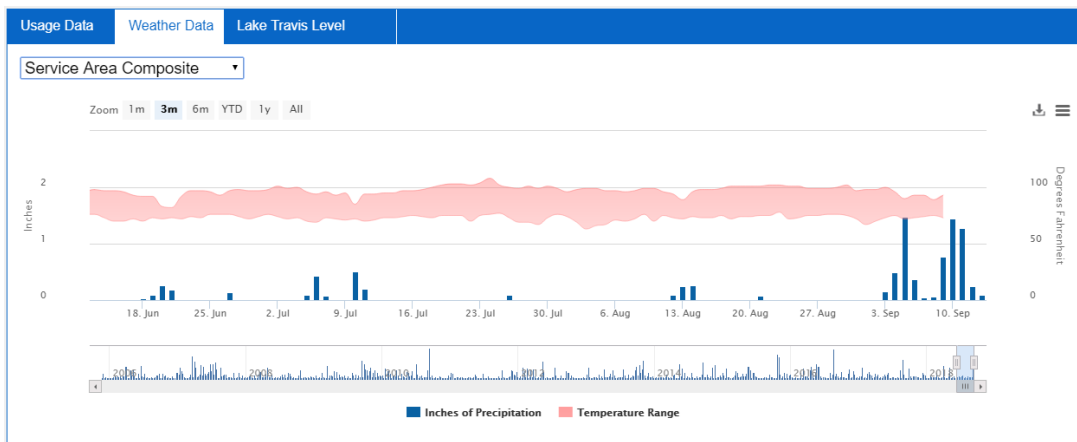 Usage Data Weather Data Lake Travis Level
Service Area Composite
Zoom 1m 3m 6m YTD 1y All
2 100
1 50
0 0
Inches
Degrees Fahrenheit
18. Jun 25. Jun 2. Jul 9. Jul 16. Jul 23. Jul 30. Jul 6. Aug 13. Aug 20. Aug 27. Aug 3. Sep 10. Sep
2006 2008 2010 2012 2014 2016 2018
Inches of Precipitation Temperature Range